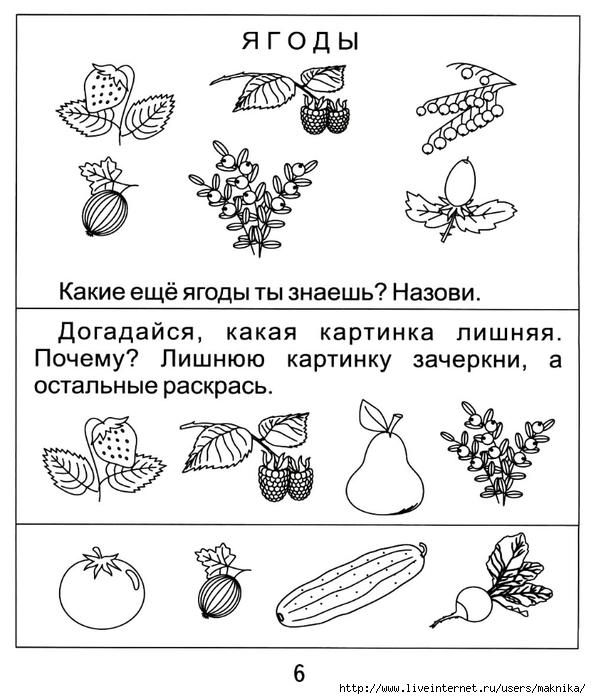 ЯГОДЫ
Какие ещё ягоды ты знаешь? Назови.
Догадайся, какая картинка лишняя.
Почему? Лишнюю картинку зачеркни, а
остальные раскрась.
6
http://www.liveinternet.ru/users/maknika/